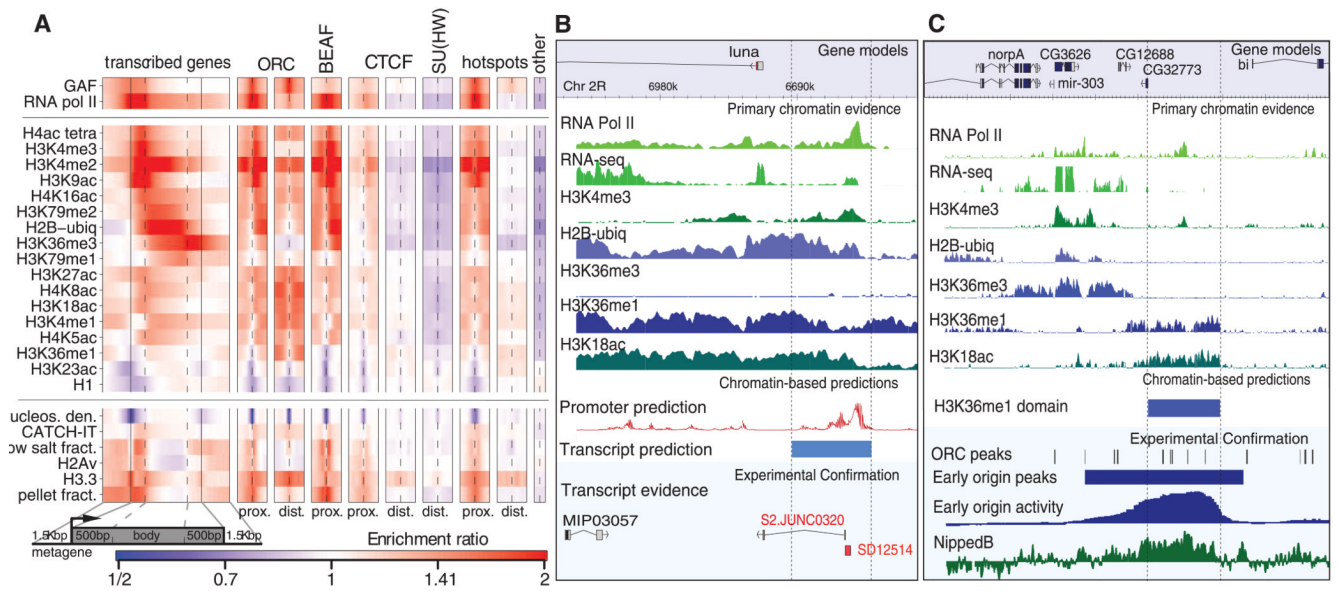 A
transcribed genes
ORC
BEAF
CTCF
SU(HW)
hotspots
other
GAF
RNA pol II
H4ac tetra
H3K4me3
H3K4me2
H3K9ac
H4K16ac
H3K79me2
H2B-ubiq
H3K36me3
H3K79me1
H3K27ac
H4K8ac
H3K18ac
H3K4me1
H4K5ac
H3K36me1
H3K23ac
H1
ucleos. den.
CATCH-IT
ow salt fract.
H2Av
H3.3
pellet fract.
prox. dist. prox. prox. dist. dist. prox. dist.
1.5Kbp 500bp body 500bp 1.5Kbp
metagene
Enrichment ratio
1/2 0.7 1 1.41 2
B
luna
Gene models
Chr 2R 6980k 6690k
Primary chromatin evidence
RNA Pol II
RNA-seq
H3K4me3
H2B-ubiq
H3K36me3
H3K36me1
H3K18ac
Chromatin-based predictions
Promoter prediction
Transcript prediction
Experimental Confirmation
Transcript evidence
MIP03057
S2.JUNC0320
SD12514
C
norpA
CG3626
CG12688
Gene models
mir-303
CG32773
bi
Primary chromatin evidence
RNA Pol II
RNA-seq
H3K4me3
H2B-ubiq
H3K36me3
H3K36me1
H3K18ac
Chromatin-based predictions
H3K36me1 domain
Experimental Confirmation
ORC peaks
Early origin peaks
Early origin activity
NippedB